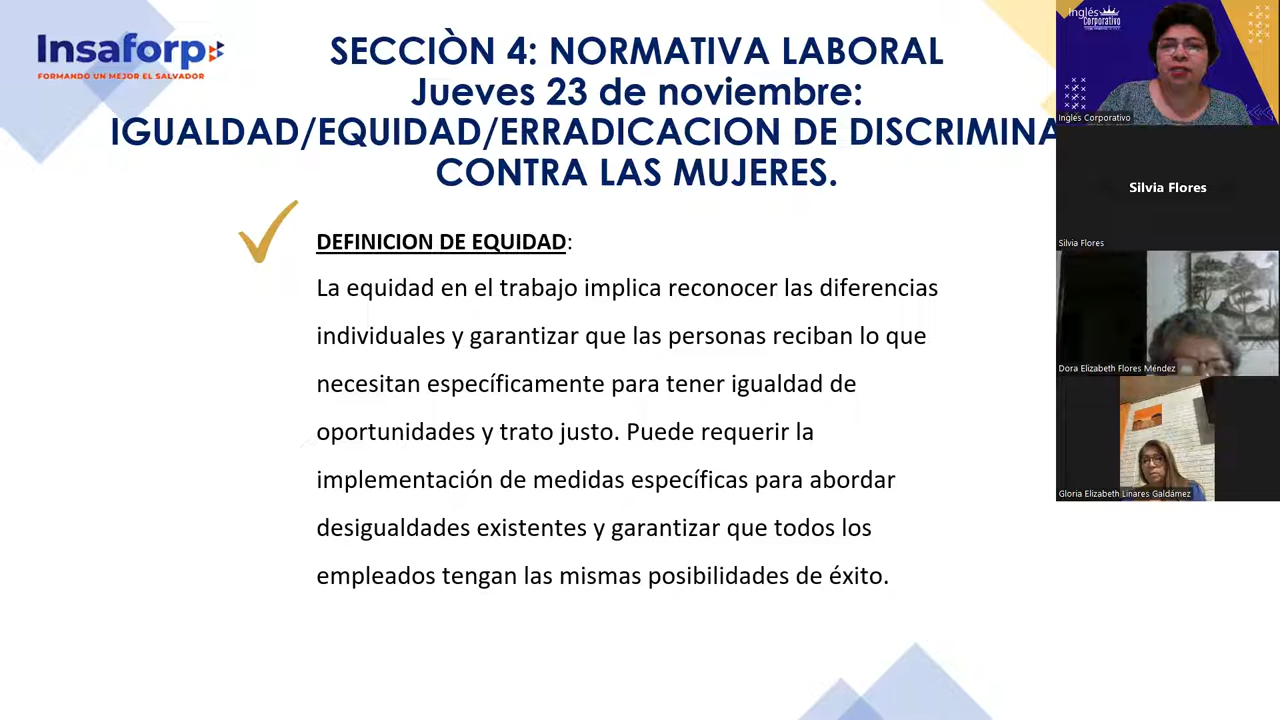 Insaforp
FORMANDO UN MEJOR EL SALVADOR
SECCIÒN 4: NORMATIVA LABORAL
Jueves 23 de noviembre:
IGUALDAD/EQUIDAD/ERRADICACION DE DISCRIMINA
CONTRA LAS MUJERES.
DEFINICION DE EQUIDAD:
La equidad en el trabajo implica reconocer las diferencias
individuales y garantizar que las personas reciban lo que
necesitan específicamente para tener igualdad de
oportunidades y trato justo. Puede requerir la
implementación de medidas específicas para abordar
desigualdades existentes y garantizar que todos los
empleados tengan las mismas posibilidades de éxito.
Inglés
Corporativo
Inglés Corporativo
Silvia Flores
Silvia Flores
Dora Elizabeth Flores Méndez
Gloria Elizabeth Linares Galdámez